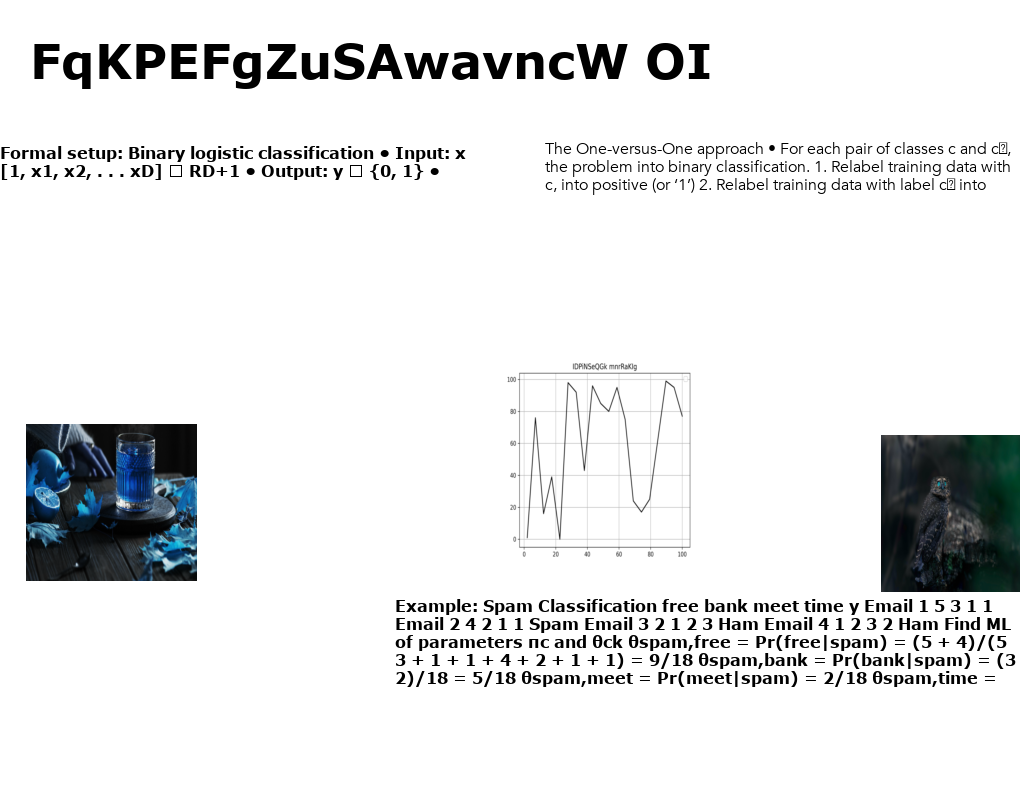 FqKPEFgZuSAwavncW OI
Formal setup: Binary logistic classification • Input: x
[1, x1, x2, . . . xD] □ RD+1 • Output: y □ {0, 1} •
The One-versus-One approach • For each pair of classes c and c⍰,
the problem into binary classification. 1. Relabel training data with
c, into positive (or ‘1’) 2. Relabel training data with label c⍰ into
lDPiNSeQGk mnrRaKlg
100
80
60
40
20
0
0 20 40 60 80 100
Example: Spam Classification free bank meet time y Email 1 5 3 1 1
Email 2 4 2 1 1 Spam Email 3 2 1 2 3 Ham Email 4 1 2 3 2 Ham Find ML
of parameters πc and θck θspam,free = Pr(free|spam) = (5 + 4)/(5
3 + 1 + 1 + 4 + 2 + 1 + 1) = 9/18 θspam,bank = Pr(bank|spam) = (3
2)/18 = 5/18 θspam,meet = Pr(meet|spam) = 2/18 θspam,time =